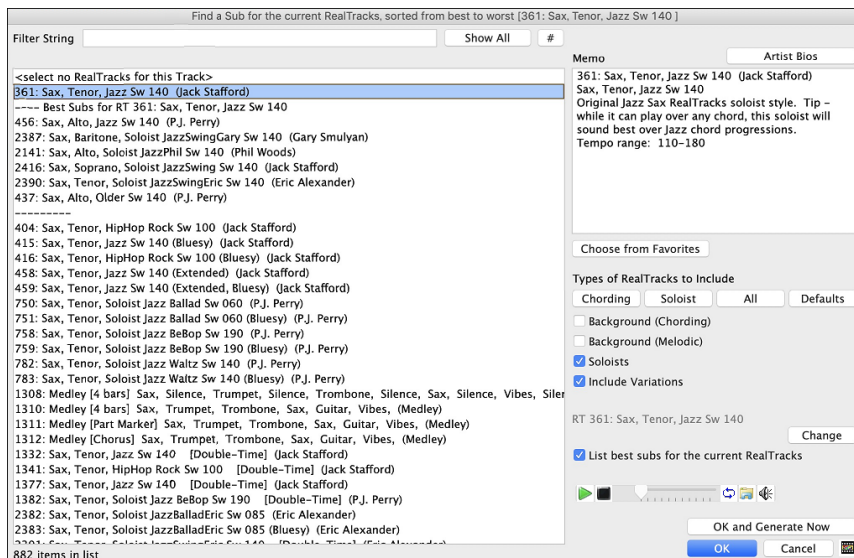 Find a Sub for the current RealTracks, sorted from best to worst [361: Sax, Tenor, Jazz Sw 140 ]
Filter String
Show All
#
<select no RealTracks for this Track>
361: Sax, Tenor, Jazz Sw 140 (Jack Stafford)
---- Best Subs for RT 361: Sax, Tenor, Jazz Sw 140
456: Sax, Alto, Jazz Sw 140 (P.J. Perry)
2387: Sax, Baritone, Soloist JazzSwingGary Sw 140 (Gary Smulyan)
2141: Sax, Alto, Soloist JazzPhil Sw 140 (Phil Woods)
2416: Sax, Soprano, Soloist JazzSwing Sw 140 (Jack Stafford)
2390: Sax, Tenor, Soloist JazzSwingEric Sw 140 (Eric Alexander)
437: Sax, Alto, Older Sw 140 (P.J. Perry)
---------
404: Sax, Tenor, HipHop Rock Sw 100 (Jack Stafford)
415: Sax, Tenor, Jazz Sw 140 (Bluesy) (Jack Stafford)
416: Sax, Tenor, HipHop Rock Sw 100 (Bluesy) (Jack Stafford)
458: Sax, Tenor, Jazz Sw 140 (Extended) (Jack Stafford)
459: Sax, Tenor, Jazz Sw 140 (Extended, Bluesy) (Jack Stafford)
750: Sax, Tenor, Soloist Jazz Ballad Sw 060 (P.J. Perry)
751: Sax, Tenor, Soloist Jazz Ballad Sw 060 (Bluesy) (P.J. Perry)
758: Sax, Tenor, Soloist Jazz BeBop Sw 190 (P.J. Perry)
759: Sax, Tenor, Soloist Jazz BeBop Sw 190 (Bluesy) (P.J. Perry)
782: Sax, Tenor, Soloist Jazz Waltz Sw 140 (P.J. Perry)
783: Sax, Tenor, Soloist Jazz Waltz Sw 140 (Bluesy) (P.J. Perry)
1308: Medley [4 bars] Sax, Silence, Trumpet, Silence, Trombone, Silence, Sax, Silence, Vibes, Siler
1310: Medley [4 bars] Sax, Trumpet, Trombone, Sax, Guitar, Vibes, (Medley)
1311: Medley [Part Marker] Sax, Trumpet, Trombone, Sax, Guitar, Vibes, (Medley)
1312: Medley [Chorus] Sax, Trumpet, Trombone, Sax, Guitar, Vibes, (Medley)
1332: Sax, Tenor, Jazz Sw 140 [Double-Time] (Jack Stafford)
1341: Sax, Tenor, HipHop Rock Sw 100 [Double-Time] (Jack Stafford)
1377: Sax, Tenor, Jazz Sw 140 [Double-Time] (Jack Stafford)
1382: Sax, Tenor, Soloist Jazz BeBop Sw 190 [Double-Time] (P.J. Perry)
2382: Sax, Tenor, Soloist JazzBalladEric Sw 085 (Eric Alexander)
2383: Sax, Tenor, Soloist JazzBalladEric Sw 085 (Bluesy) (Eric Alexander)
882 items in list
Memo
Artist Bios
361: Sax, Tenor, Jazz Sw 140 (Jack Stafford)
Sax, Tenor, Jazz Sw 140
Original Jazz Sax RealTracks soloist style. Tip -
while it can play over any chord, this soloist will
sound best over Jazz chord progressions.
Tempo range: 110-180
Choose from Favorites
Types of RealTracks to Include
Chording
Soloist
All
Defaults
Background (Chording)
Background (Melodic)
Soloists
Include Variations
RT 361: Sax, Tenor, Jazz Sw 140
Change
List best subs for the current RealTracks
OK and Generate Now
OK
Cancel